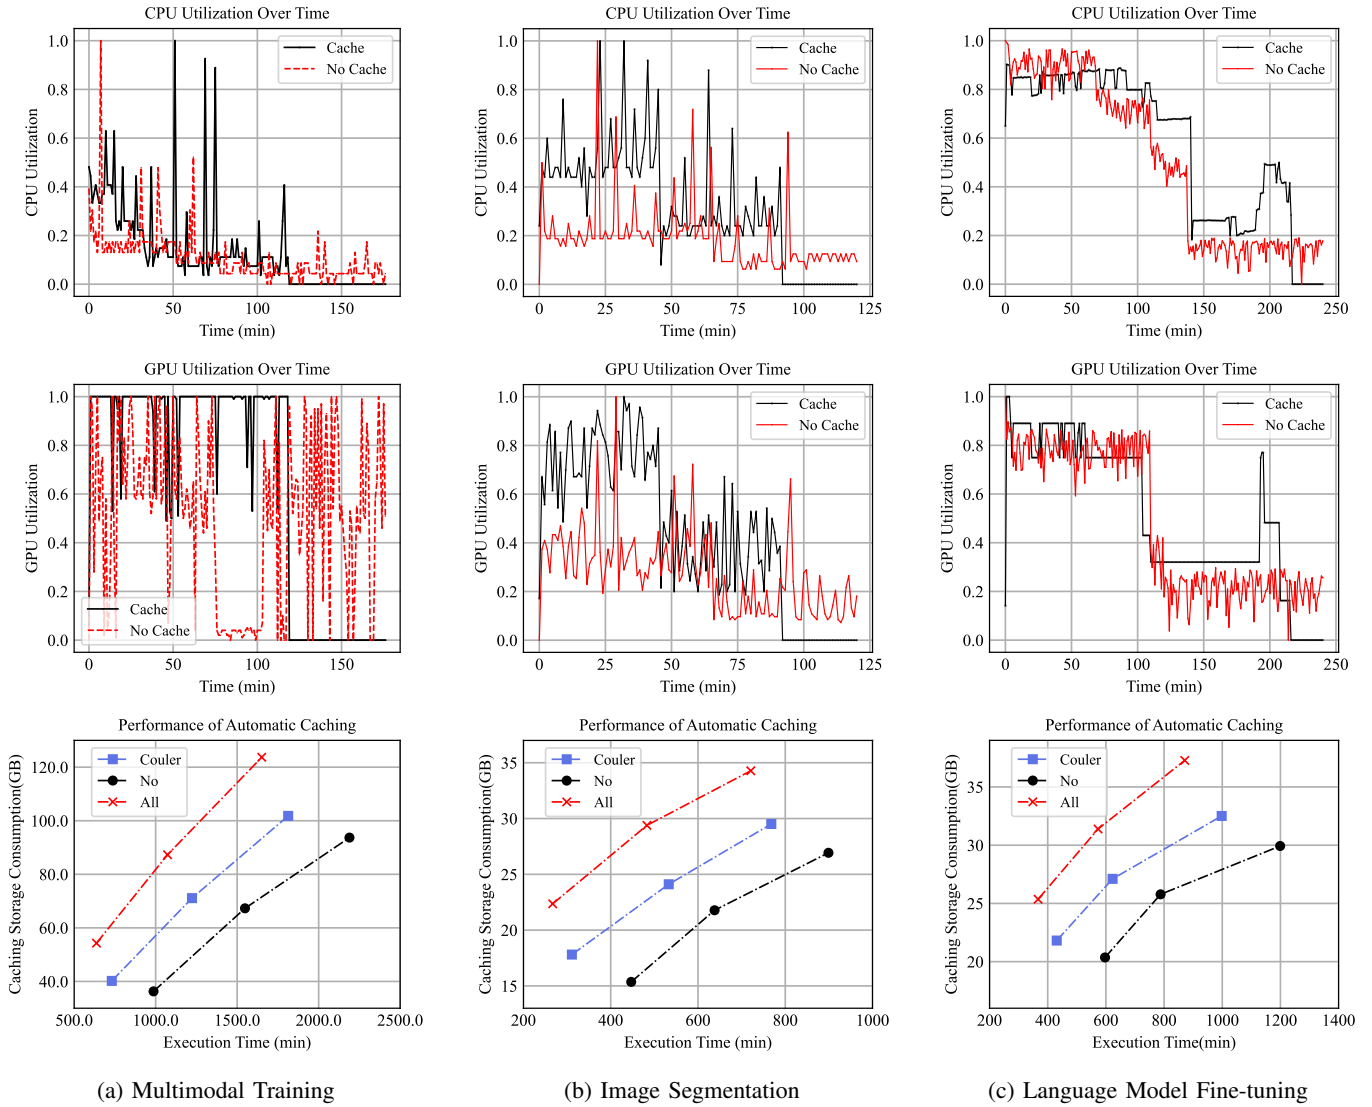 CPU Utilization Over Time
CPU Utilization Over Time
CPU Utilization Over Time
CPU Utilization
1.0
0.8
0.6
0.4
0.2
0.0
Cache
No Cache
0
50
100
150
Time (min)
CPU Utilization
1.0
0.8
0.6
0.4
0.2
0.0
Cache
No Cache
0
25
50
75
100
125
Time (min)
CPU Utilization
1.0
0.8
0.6
0.4
0.2
0.0
Cache
No Cache
0
50
100
150
200
250
Time (min)
GPU Utilization Over Time
GPU Utilization Over Time
GPU Utilization Over Time
GPU Utilization
1.0
0.8
0.6
0.4
0.2
0.0
Cache
No Cache
0
50
100
150
Time (min)
GPU Utilization
1.0
0.8
0.6
0.4
0.2
0.0
Cache
No Cache
0
25
50
75
100
125
Time (min)
GPU Utilization
1.0
0.8
0.6
0.4
0.2
0.0
Cache
No Cache
0
50
100
150
200
250
Time (min)
Performance of Automatic Caching
Performance of Automatic Caching
Performance of Automatic Caching
Caching Storage Consumption(GB)
120.0
100.0
80.0
60.0
40.0
Couler
No
All
500.0
1000.0
1500.0
2000.0
2500.0
Execution Time (min)
Caching Storage Consumption(GB)
35
30
25
20
15
Couler
No
All
200
400
600
800
1000
Execution Time (min)
Caching Storage Consumption(GB)
35
30
25
20
Couler
No
All
200
400
600
800
1000
1200
1400
Execution Time(min)
(a) Multimodal Training
(b) Image Segmentation
(c) Language Model Fine-tuning